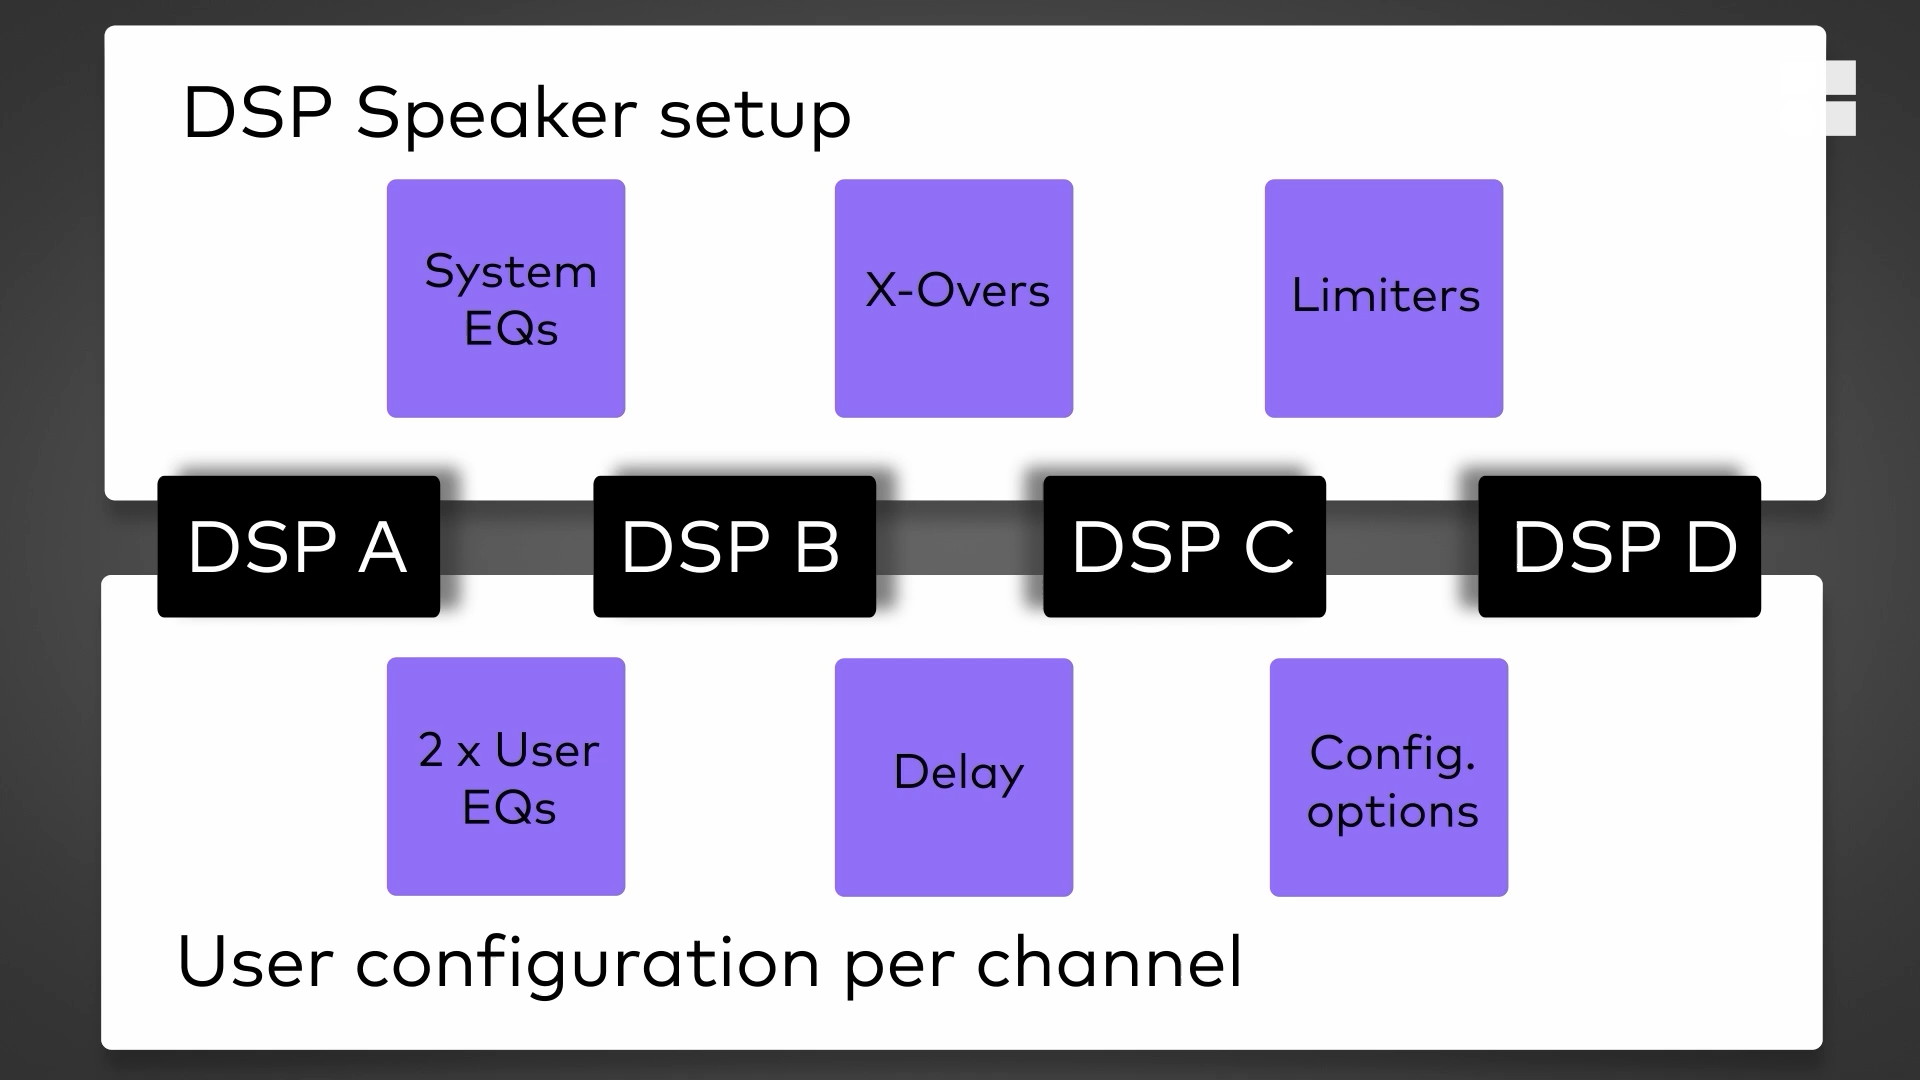 DSP Speaker setup
System
EQs
X-Overs
Limiters
DSP A
DSP B
DSP C
DSP D
2 x User
EQs
Delay
Config.
options
User configuration per channel